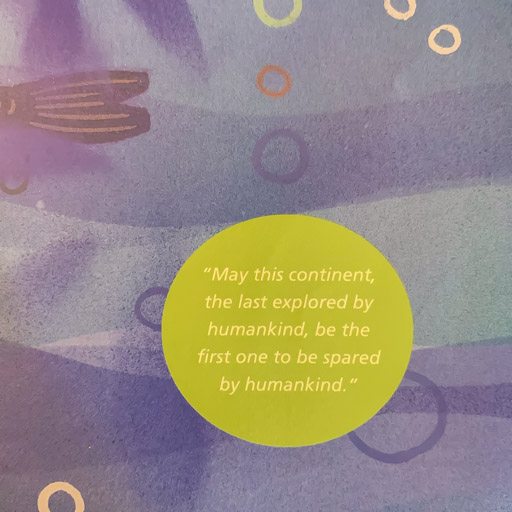 “May this continent,
the last explored by
humankind, be the
first one to be spared
by humankind.”